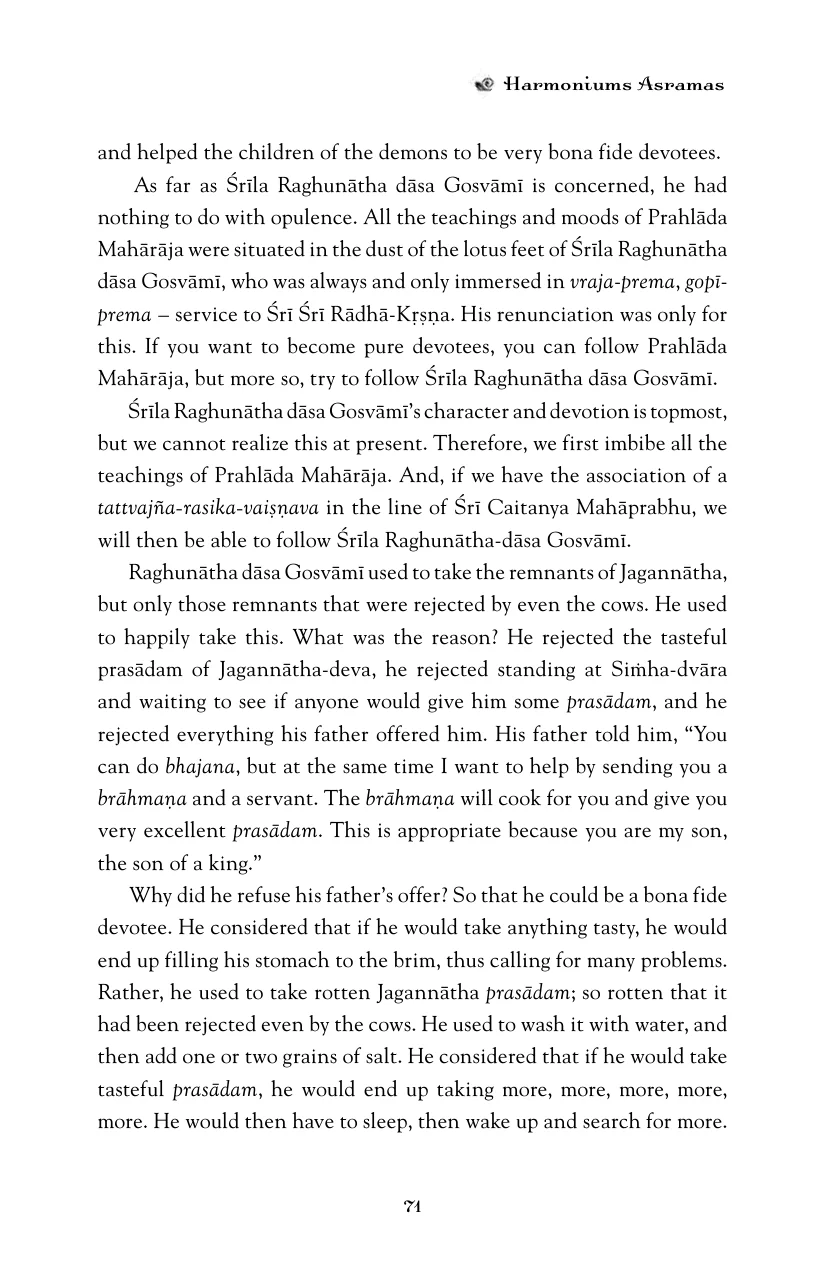 Harmoniums Asramas
and helped the children of the demons to be very bona fide devotees.
As far as Śrīla Raghunātha dāsa Gosvāmī is concerned, he had
nothing to do with opulence. All the teachings and moods of Prahlāda
Mahārāja were situated in the dust of the lotus feet of Śrīla Raghunātha
dāsa Gosvāmī, who was always and only immersed in vraja-prema, gopī-
prema – service to Śrī Śrī Rādhā-Kṛṣṇa. His renunciation was only for
this. If you want to become pure devotees, you can follow Prahlāda
Mahārāja, but more so, try to follow Śrīla Raghunātha dāsa Gosvāmī.
Śrīla Raghunātha dāsa Gosvāmī’s character and devotion is topmost,
but we cannot realize this at present. Therefore, we first imbibe all the
teachings of Prahlāda Mahārāja. And, if we have the association of a
tattvajña-rasika-vaiṣṇava in the line of Śrī Caitanya Mahāprabhu, we
will then be able to follow Śrīla Raghunātha-dāsa Gosvāmī.
Raghunātha dāsa Gosvāmī used to take the remnants of Jagannātha,
but only those remnants that were rejected by even the cows. He used
to happily take this. What was the reason? He rejected the tasteful
prasādam of Jagannātha-deva, he rejected standing at Siṁha-dvāra
and waiting to see if anyone would give him some prasādam, and he
rejected everything his father offered him. His father told him, “You
can do bhajana, but at the same time I want to help by sending you a
brāhmaṇa and a servant. The brāhmaṇa will cook for you and give you
very excellent prasādam. This is appropriate because you are my son,
the son of a king.”
Why did he refuse his father’s offer? So that he could be a bona fide
devotee. He considered that if he would take anything tasty, he would
end up filling his stomach to the brim, thus calling for many problems.
Rather, he used to take rotten Jagannātha prasādam; so rotten that it
had been rejected even by the cows. He used to wash it with water, and
then add one or two grains of salt. He considered that if he would take
tasteful prasādam, he would end up taking more, more, more, more,
more. He would then have to sleep, then wake up and search for more.
71